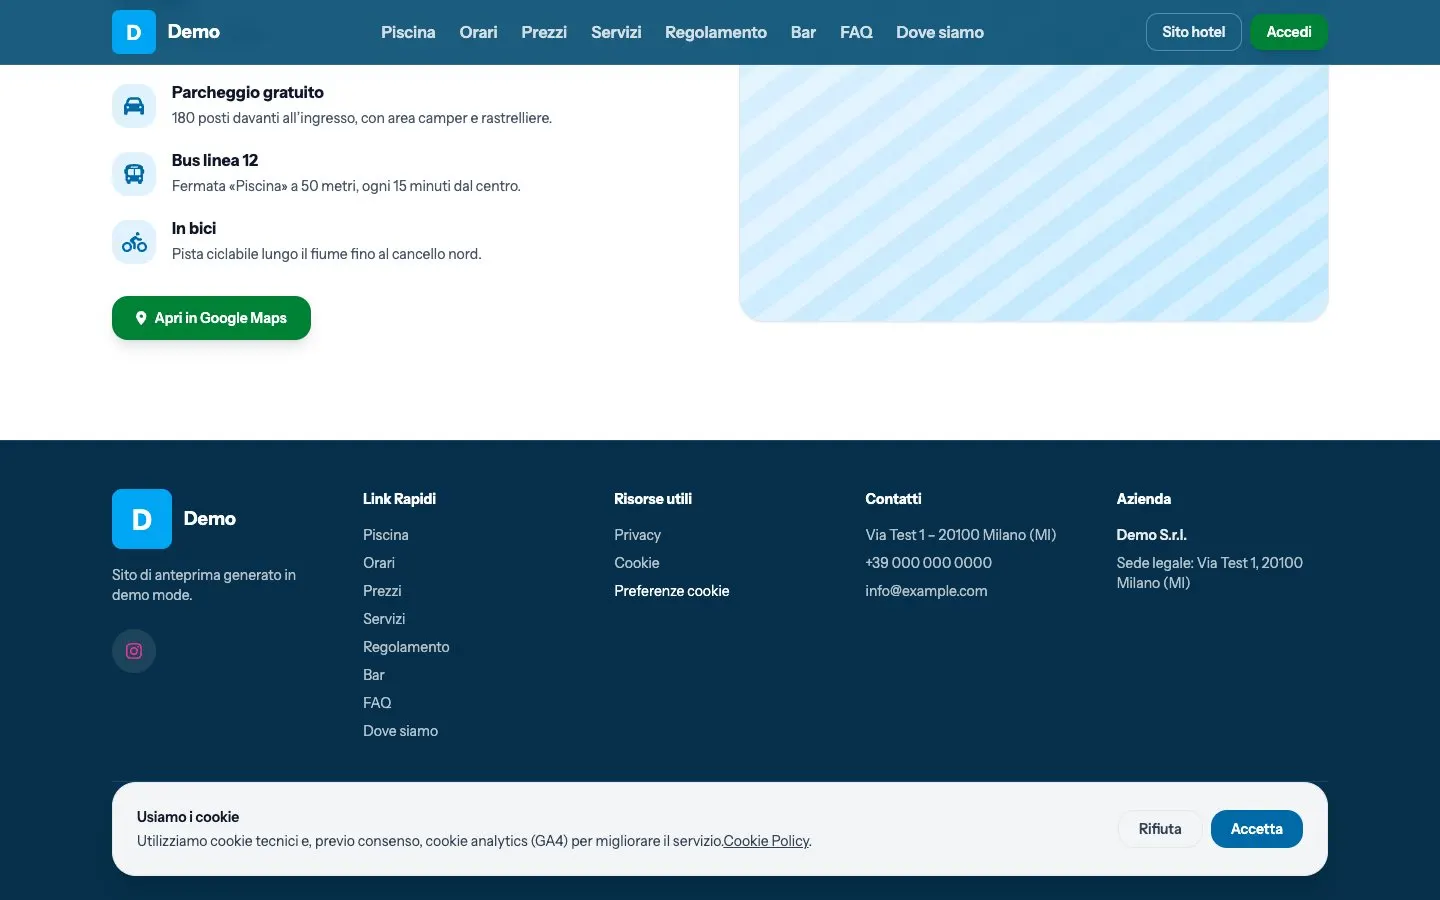 D
Demo
Piscina
Orari
Prezzi
Servizi
Regolamento
Bar
FAQ
Dove siamo
Sito hotel
Accedi
Parcheggio gratuito
180 posti davanti all’ingresso, con area camper e rastrelliere.
Bus linea 12
Fermata «Piscina» a 50 metri, ogni 15 minuti dal centro.
In bici
Pista ciclabile lungo il fiume fino al cancello nord.
Apri in Google Maps
D
Demo
Sito di anteprima generato in
demo mode.
Link Rapidi
Piscina
Orari
Prezzi
Servizi
Regolamento
Bar
FAQ
Dove siamo
Risorse utili
Privacy
Cookie
Preferenze cookie
Contatti
Via Test 1 – 20100 Milano (MI)
+39 000 000 0000
info@example.com
Azienda
Demo S.r.l.
Sede legale: Via Test 1, 20100
Milano (MI)
Usiamo i cookie
Utilizziamo cookie tecnici e, previo consenso, cookie analytics (GA4) per migliorare il servizio.Cookie Policy.
Rifiuta
Accetta